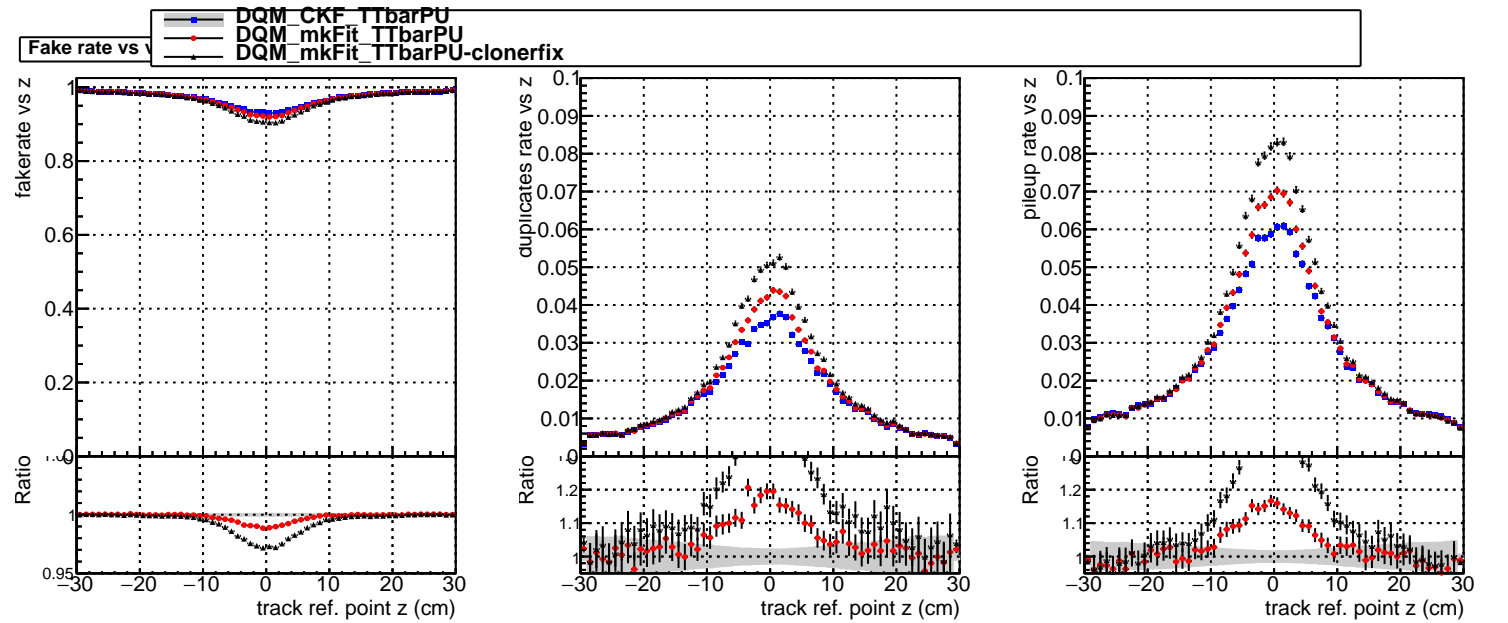 DQM_CKF_TTbarPU
DQM_mkFit_TTbarPU
DQM_mkFit_TTbarPU-clonerfix
Fake rate vs
fakerate vs z
1
0.8
0.6
0.4
0.2
0
Ratio
1
0.95
−30 −20 −10 0 10 20 30
track ref. point z (cm)
duplicates rate vs z
0.1
0.09
0.08
0.07
0.06
0.05
0.04
0.03
0.02
0.01
0
Ratio
1.2
1.1
1
−30 −20 −10 0 10 20 30
track ref. point z (cm)
pileup rate vs z
0.1
0.09
0.08
0.07
0.06
0.05
0.04
0.03
0.02
0.01
0
Ratio
1.2
1.1
1
−30 −20 −10 0 10 20 30
track ref. point z (cm)